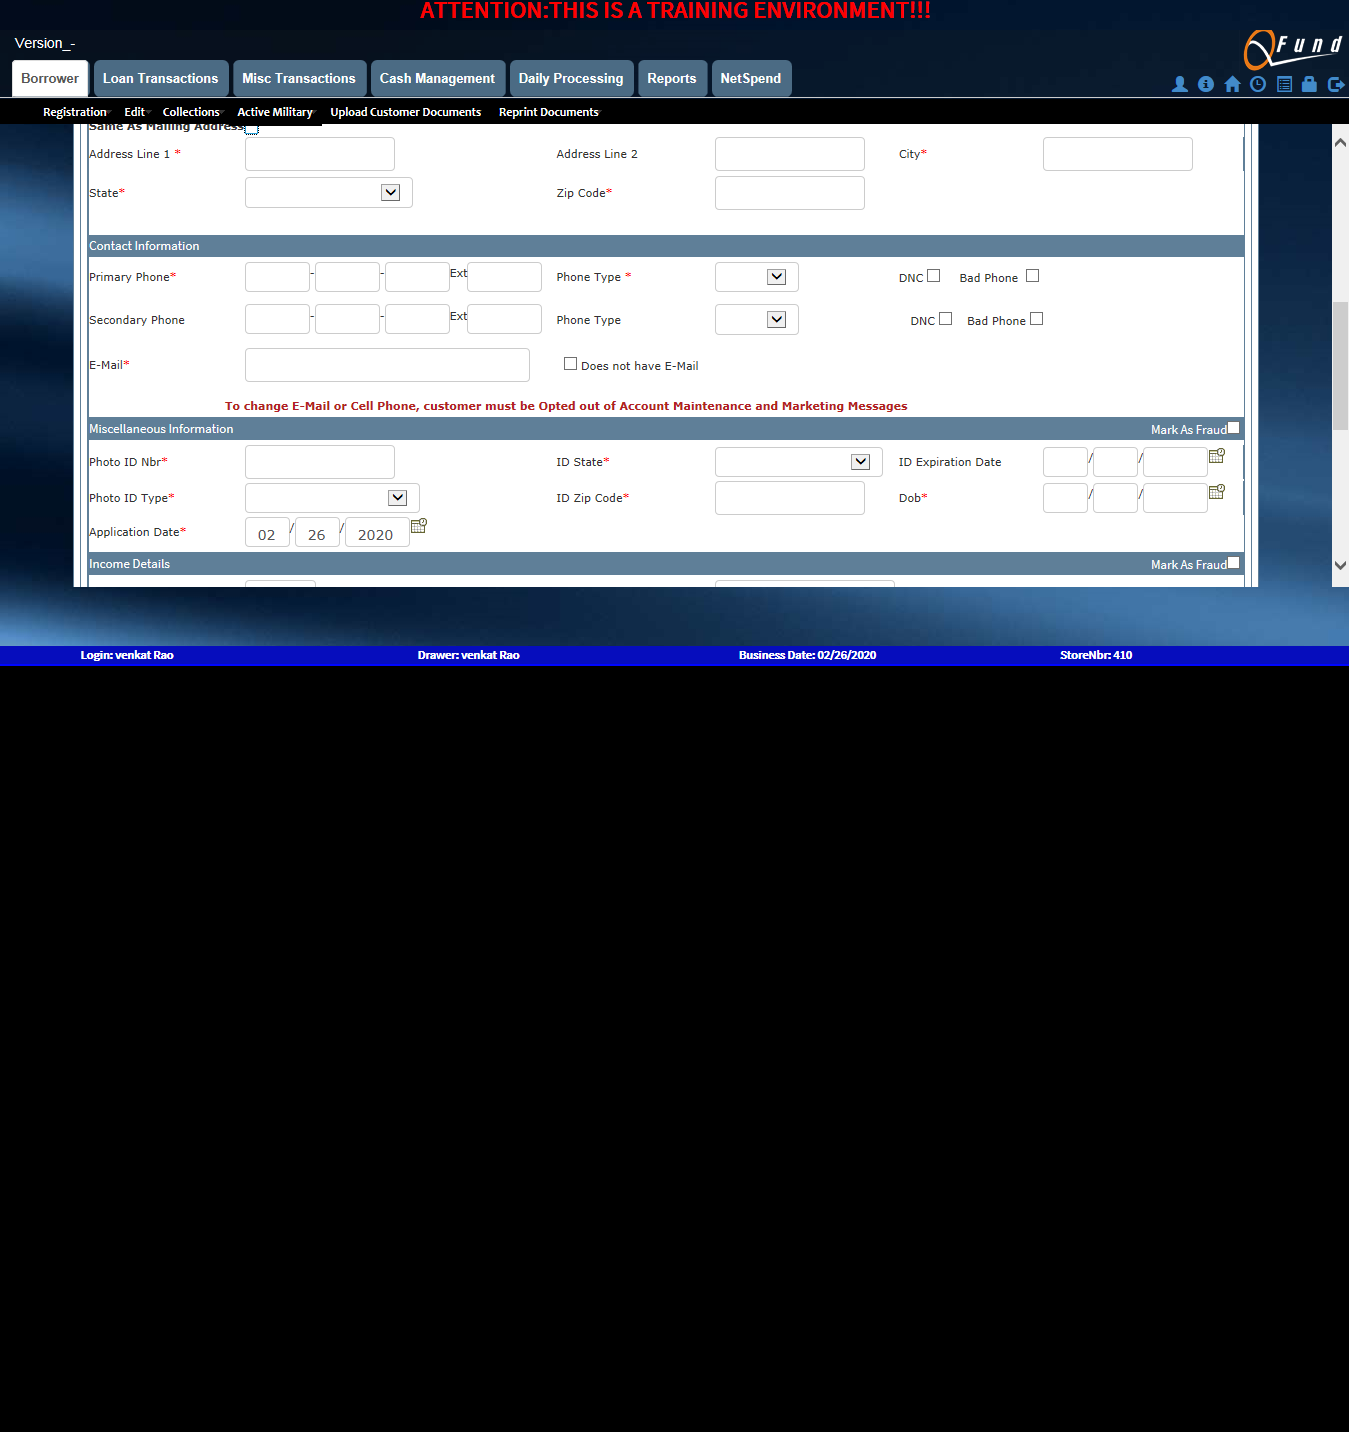 ATTENTION:THIS IS A TRAINING ENVIRONMENT!!!
Version_-
Fund
Borrower Loan Transactions Misc Transactions Cash Management Daily Processing Reports NetSpend
Registration Edit Collections Active Military Upload Customer Documents Reprint Documents
Same As Mailing Address
Address Line 1 * Address Line 2 City*
State* Zip Code*
Contact Information
Primary Phone* - - Ext Phone Type * DNC Bad Phone
Secondary Phone - - Ext Phone Type DNC Bad Phone
E-Mail* Does not have E-Mail
To change E-Mail or Cell Phone, customer must be Opted out of Account Maintenance and Marketing Messages
Miscellaneous Information Mark As Fraud
Photo ID Nbr* ID State* ID Expiration Date / /
Photo ID Type* ID Zip Code* Dob* / /
Application Date* 02 / 26 / 2020
Income Details Mark As Fraud
Login: venkat Rao Drawer: venkat Rao Business Date: 02/26/2020 StoreNbr: 410